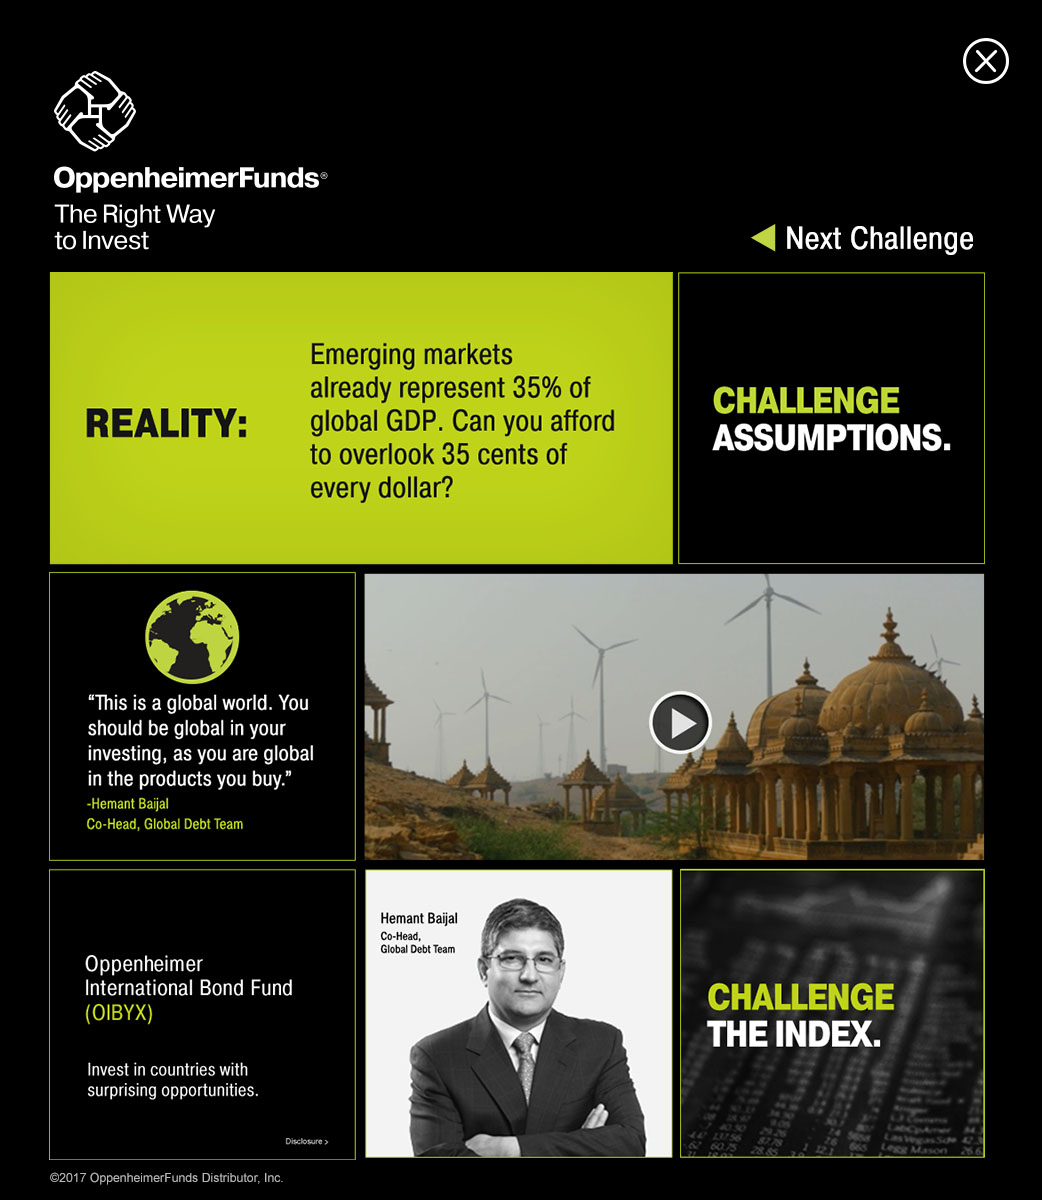 OppenheimerFunds®
The Right Way
to Invest
Next Challenge
REALITY:
Emerging markets
already represent 35% of
global GDP. Can you afford
to overlook 35 cents of
every dollar?
CHALLENGE
ASSUMPTIONS.
“This is a global world. You
should be global in your
investing, as you are global
in the products you buy.”
-Hemant Baijal
Co-Head, Global Debt Team
Oppenheimer
International Bond Fund
(OIBYX)
Invest in countries with
surprising opportunities.
Disclosure >
Hemant Baijal
Co-Head,
Global Debt Team
CHALLENGE
THE INDEX.
LabCpAmer
LasVegasSds
Legg Mason
©2017 OppenheimerFunds Distributor, Inc.